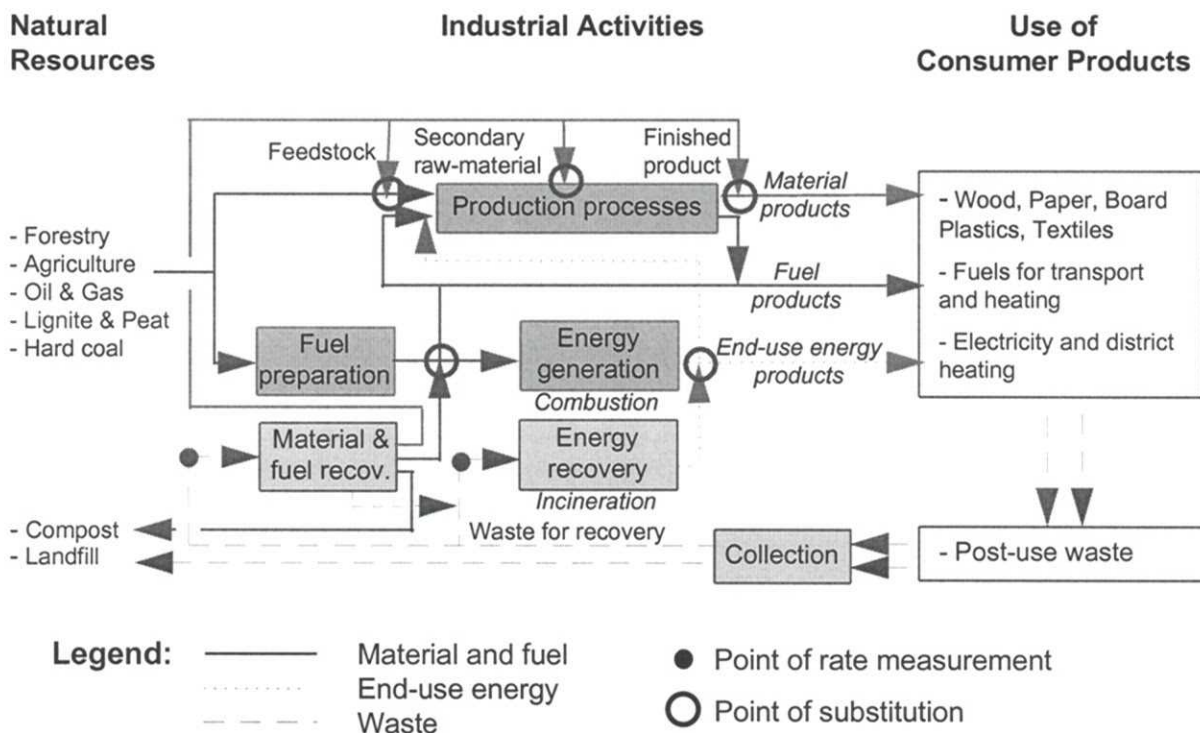 Natural
Resources
Industrial Activities
Use of
Consumer Products
Feedstock
Secondary
raw-material
Finished
product
Production processes
Material
products
- Forestry
- Agriculture
- Oil & Gas
- Lignite & Peat
- Hard coal
Fuel
products
Fuel
preparation
Energy
generation
Combustion
End-use energy
products
- Wood, Paper, Board
Plastics, Textiles
- Fuels for transport
and heating
- Electricity and district
heating
Material &
fuel recov.
Energy
recovery
Incineration
Waste for recovery
- Compost
- Landfill
Collection
- Post-use waste
Legend:
Material and fuel
End-use energy
Waste
Point of rate measurement
Point of substitution